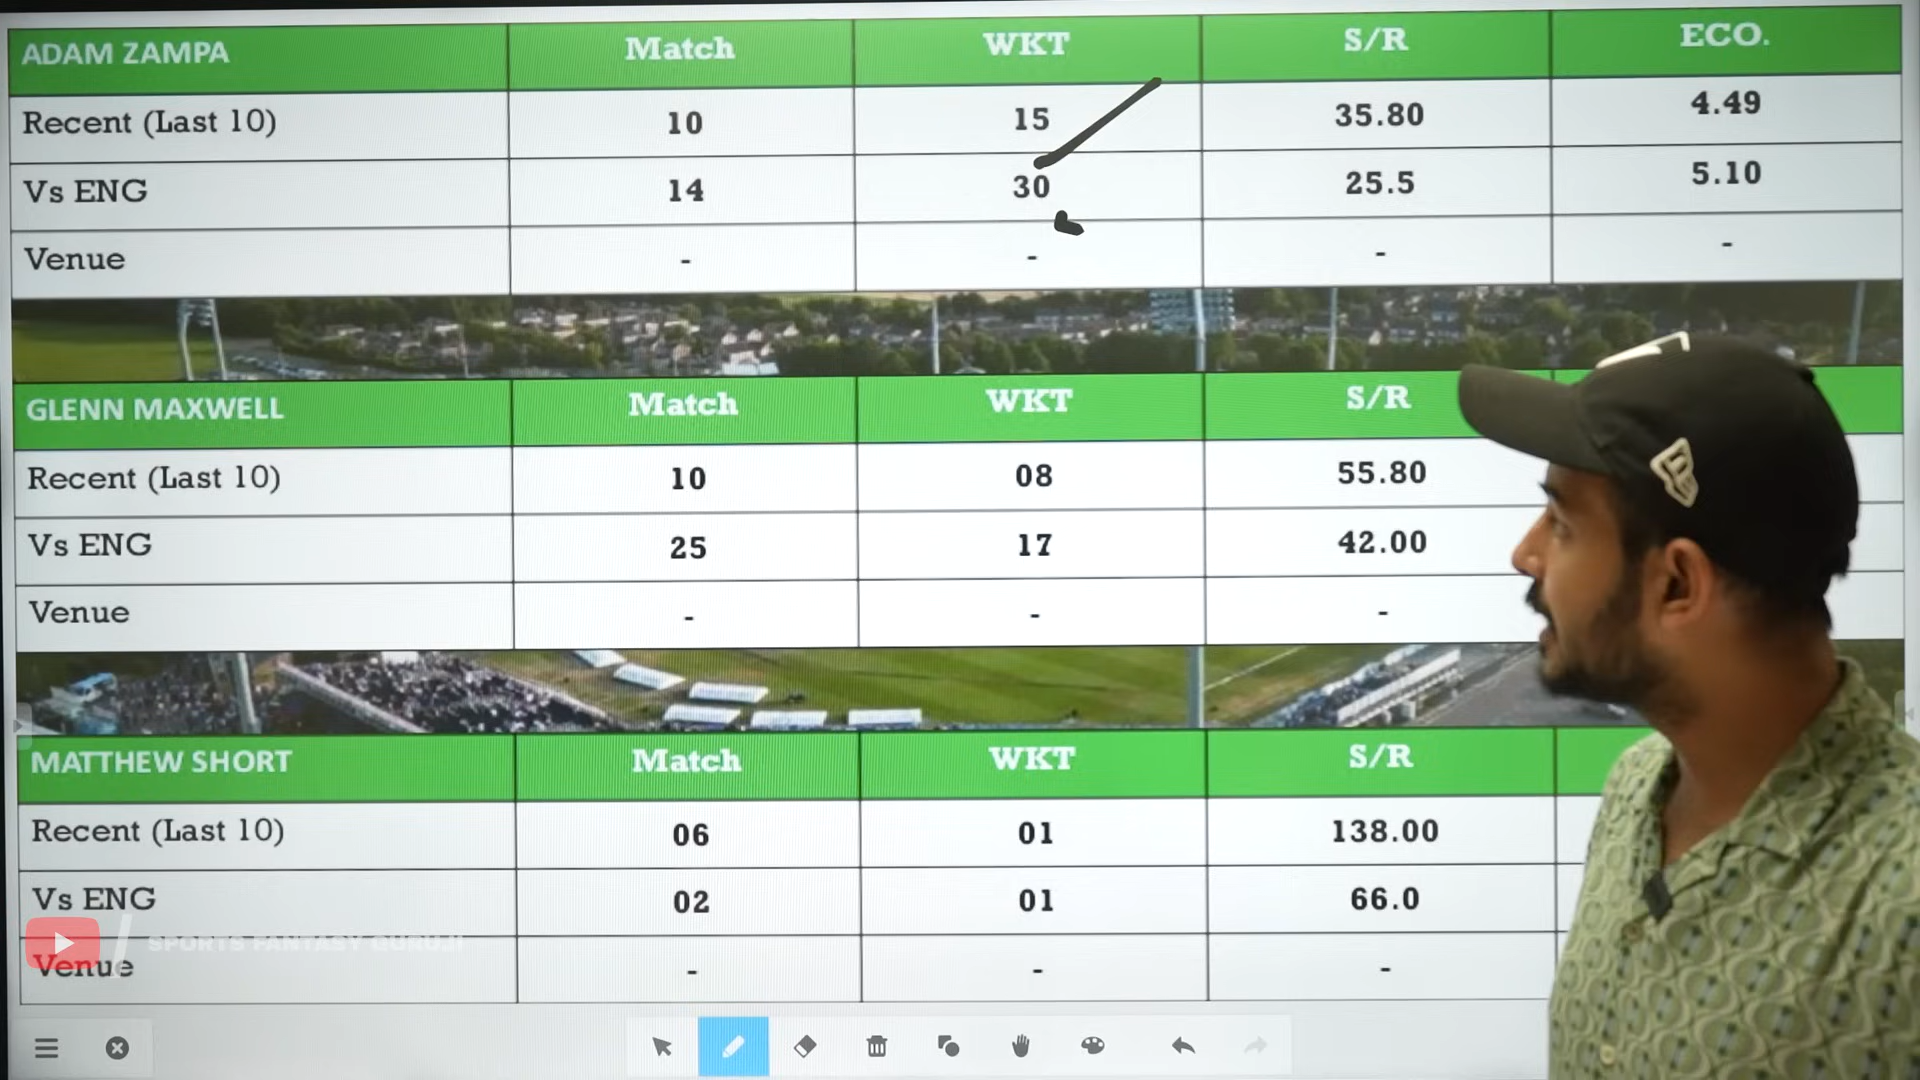 ADAM ZAMPA Match WKT S/R ECO.
Recent (Last 10) 10 15 35.80 4.49
Vs ENG 14 30 25.5 5.10
Venue - - - -
GLENN MAXWELL Match WKT S/R
Recent (Last 10) 10 08 55.80
Vs ENG 25 17 42.00
Venue - - -
MATTHEW SHORT Match WKT S/R
Recent (Last 10) 06 01 138.00
Vs ENG 02 01 66.0
SPORTS FANTASY GURUJI
Venue - - -